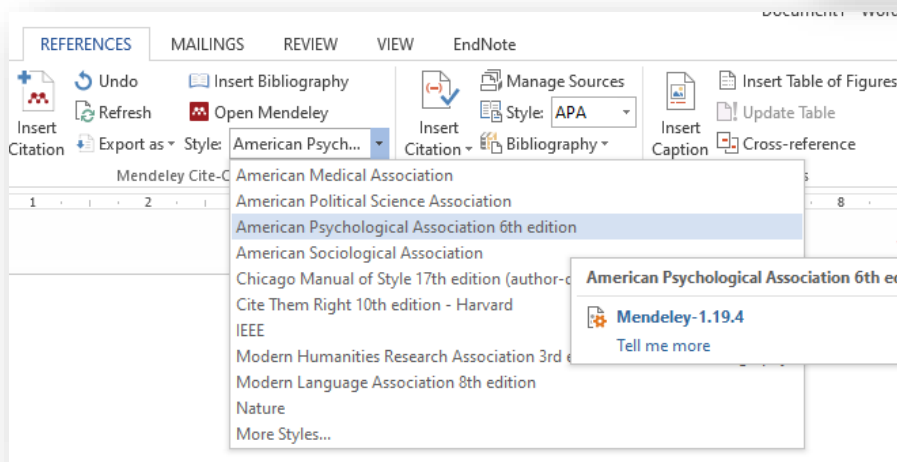 REFERENCES MAILINGS REVIEW VIEW EndNote
Undo Insert Bibliography Manage Sources Insert Table of Figures
Refresh Open Mendeley Style: APA Update Table
Insert Citation Export as Style: American Psych... Insert Citation Bibliography Insert Caption Cross-reference
Mendeley Cite-
1 2 8
American Medical Association
American Political Science Association
American Psychological Association 6th edition
American Sociological Association
Chicago Manual of Style 17th edition (author-
American Psychological Association 6th
Cite Them Right 10th edition - Harvard
Mendeley-1.19.4
IEEE
Tell me more
Modern Humanities Research Association 3rd
Modern Language Association 8th edition
Nature
More Styles...